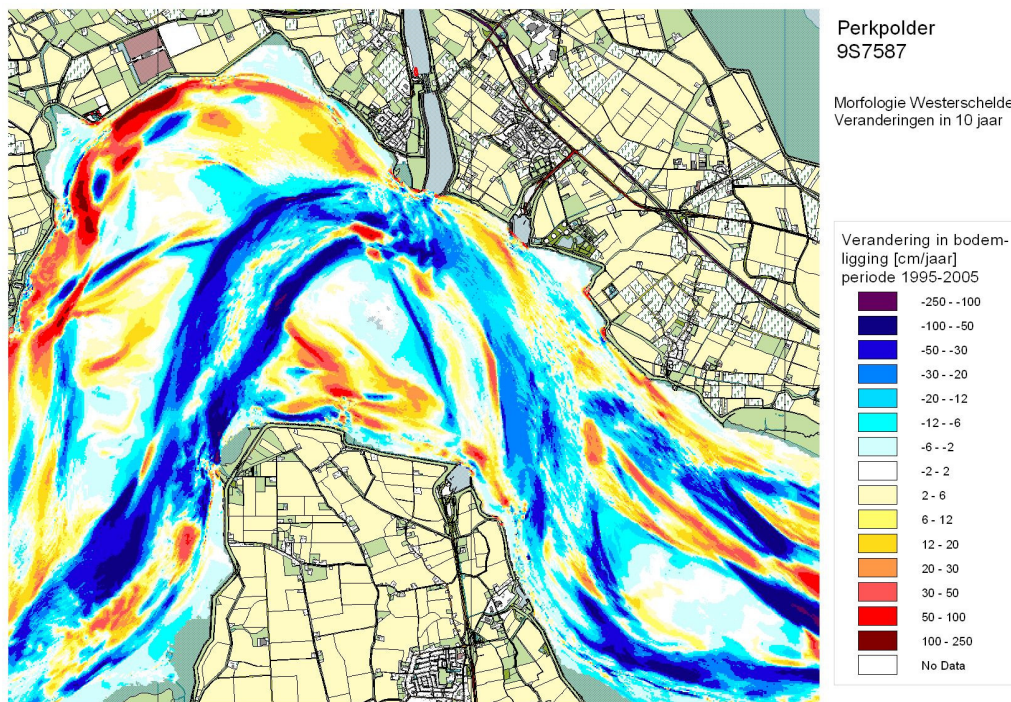 Perkpolder
9S7587
Morfologie Westerschelde
Veranderingen in 10 jaar
Verandering in bodem-
ligging [cm/jaar]
periode 1995-2005
-250 - -100
-100 - -50
-50 - -30
-30 - -20
-20 - -12
-12 - -6
-6 - -2
-2 - 2
2 - 6
6 - 12
12 - 20
20 - 30
30 - 50
50 - 100
100 - 250
No Data